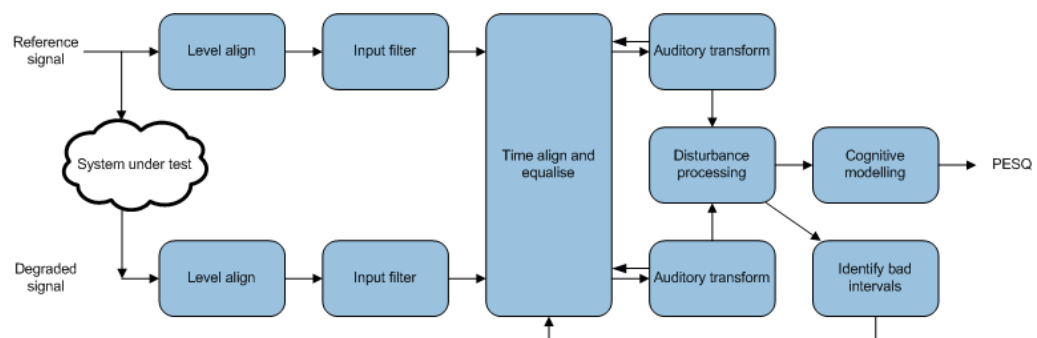 Reference
signal
Level align
Input filter
Auditory transform
System under test
Time align and
equalise
Disturbance
processing
Cognitive
modelling
PESQ
Degraded
signal
Level align
Input filter
Auditory transform
Identify bad
intervals